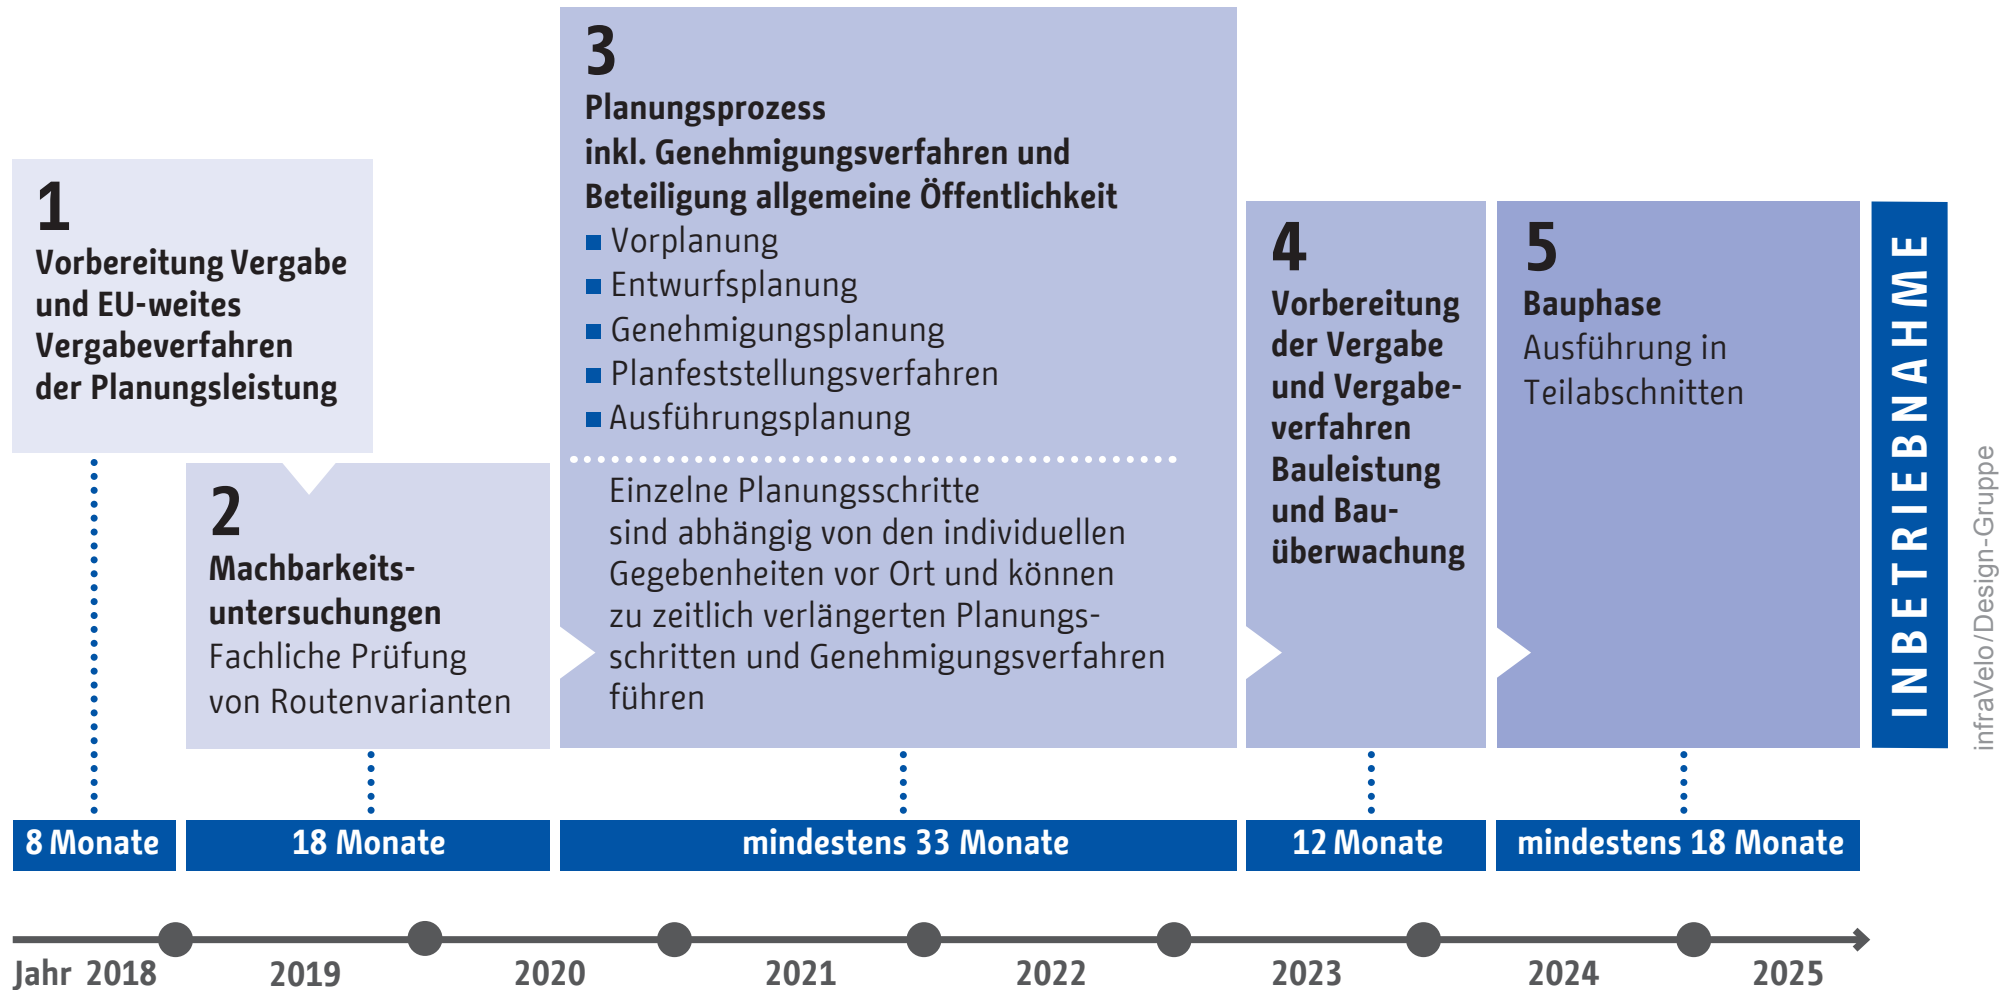 1
Vorbereitung Vergabe
und EU-weites
Vergabeverfahren
der Planungsleistung
2
Machbarkeits-
untersuchungen
Fachliche Prüfung
von Routenvarianten
3
Planungsprozess
inkl. Genehmigungsverfahren und
Beteiligung allgemeine Öffentlichkeit
Vorplanung
Entwurfsplanung
Genehmigungsplanung
Planfeststellungsverfahren
Ausführungsplanung
Einzelne Planungsschritte
sind abhängig von den individuellen
Gegebenheiten vor Ort und können
zu zeitlich verlängerten Planungs-
schritten und Genehmigungsverfahren
führen
4
Vorbereitung
der Vergabe
und Vergabe-
verfahren
Bauleistung
und Bau-
überwachung
5
Bauphase
Ausführung in
Teilabschnitten
INBETRIEBNAHME
infraVelo/Design-Gruppe
8 Monate
18 Monate
mindestens 33 Monate
12 Monate
mindestens 18 Monate
Jahr 2018 2019 2020 2021 2022 2023 2024 2025